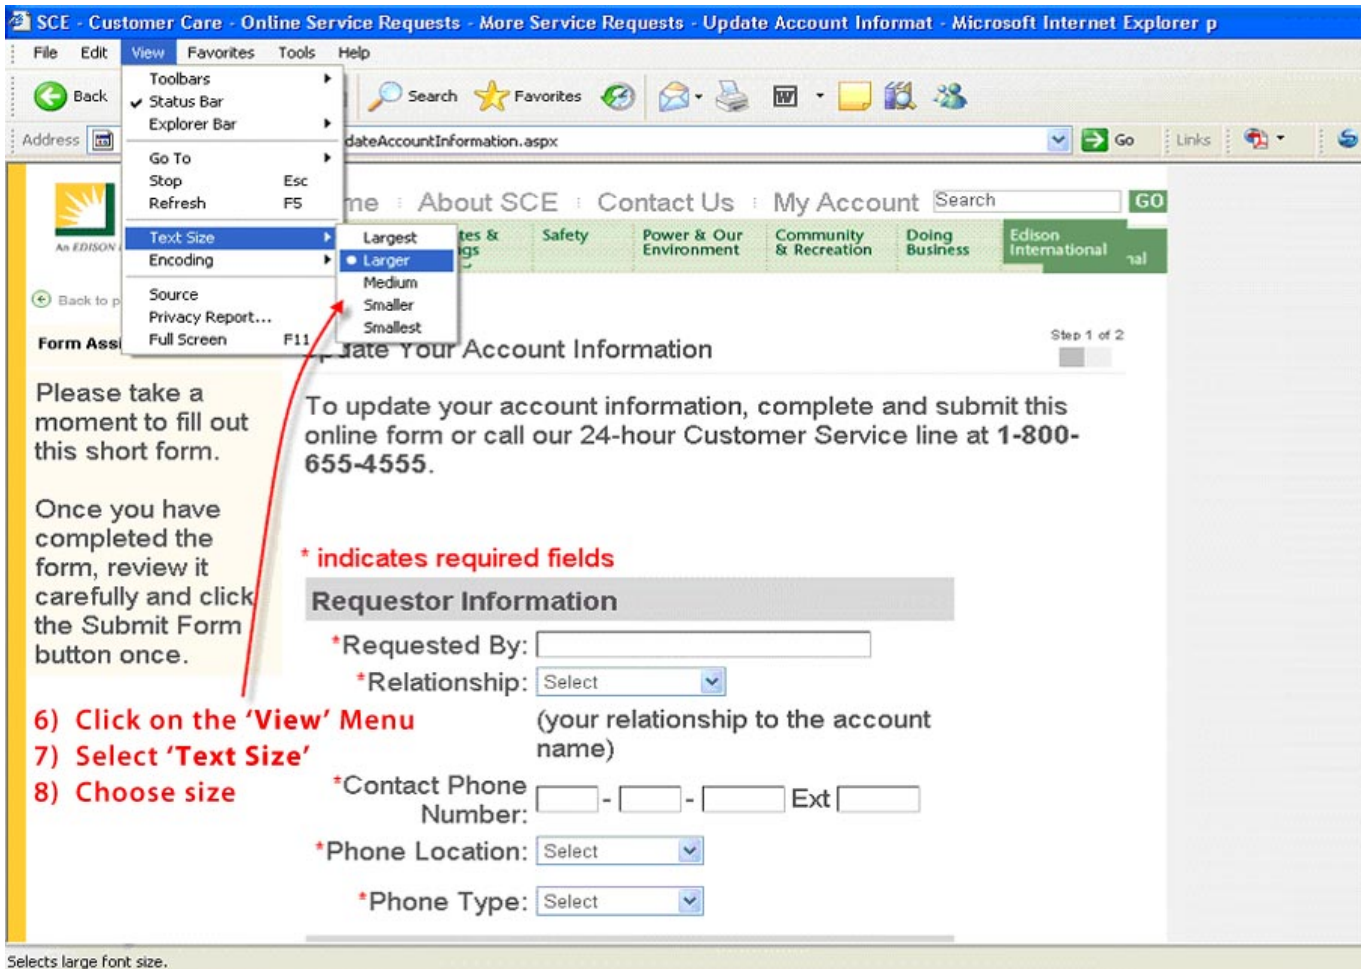 SCE - Customer Care - Online Service Requests - More Service Requests - Update Account Informat - Microsoft Internet Explorer p
File Edit View Favorites Tools Help
Back Search Favorites
Address dateAccountInformation.aspx Go Links
Toolbars
Status Bar
Explorer Bar
Go To
Stop Esc
Refresh F5
Text Size
Encoding
Source
Privacy Report...
Full Screen F11
Largest
Larger
Medium
Smaller
Smallest
me About SCE Contact Us My Account Search GO
An EDISON
tes & Safety Power & Our Community Doing Edison
gs Environment & Recreation Business International nal
Back to p
Form Assi
Update Your Account Information
Step 1 of 2
Please take a
moment to fill out
this short form.
Once you have
completed the
form, review it
carefully and click
the Submit Form
button once.
To update your account information, complete and submit this
online form or call our 24-hour Customer Service line at 1-800-
655-4555.
* indicates required fields
Requestor Information
*Requested By:
*Relationship: Select
(your relationship to the account
name)
*Contact Phone
Number: - - Ext
*Phone Location: Select
*Phone Type: Select
6) Click on the ‘View’ Menu
7) Select ‘Text Size’
8) Choose size
Selects large font size.